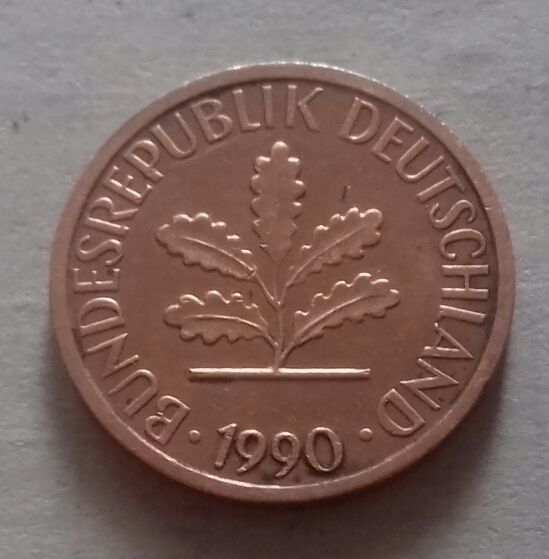 BUNDESREPUBLIK DEUTSCHLAND
· 1990 ·